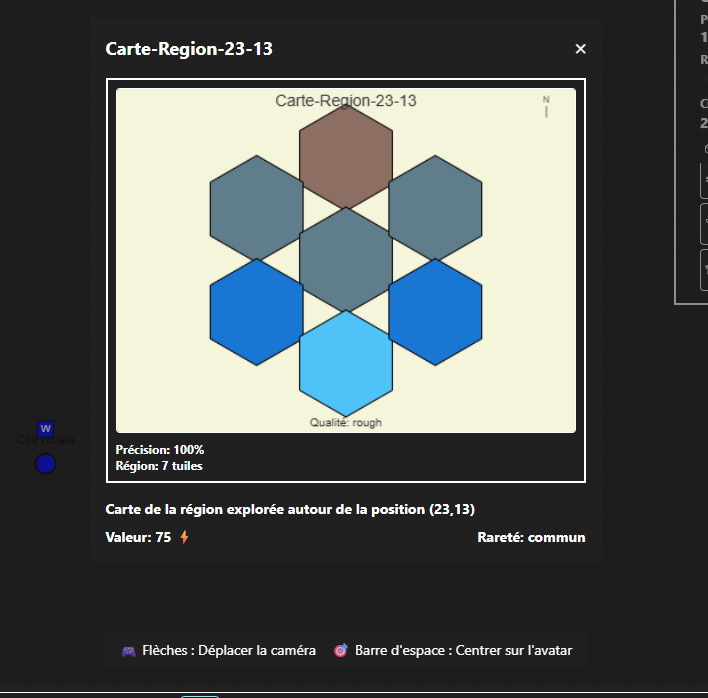 Carte-Region-23-13
×
Carte-Region-23-13
N
Qualité: rough
Précision: 100%
Région: 7 tuiles
W
Cité Rivale
Carte de la région explorée autour de la position (23,13)
Valeur: 75
Rareté: commun
Flèches : Déplacer la caméra
Barre d'espace : Centrer sur l'avatar